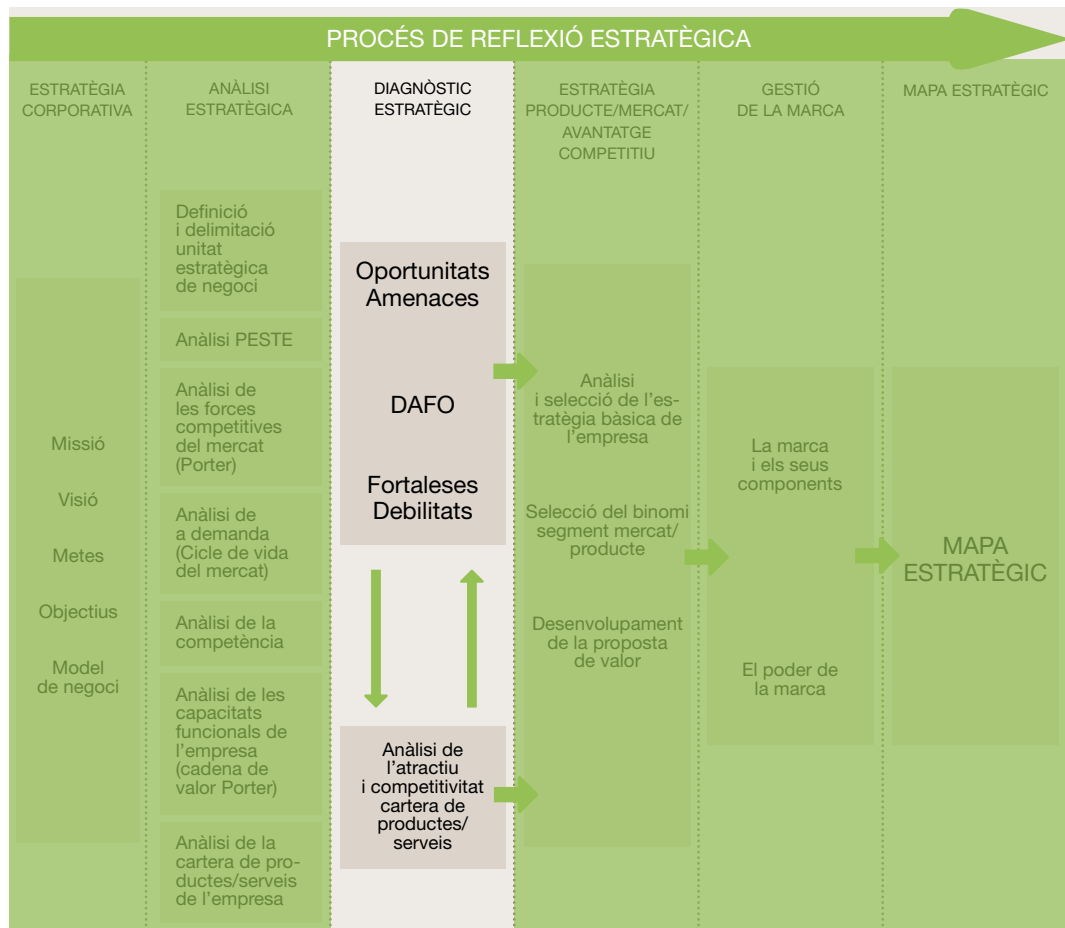 PROCÉS DE REFLEXIÓ ESTRATÈGICA
ESTRATÈGIA
CORPORATIVA
Missió
Visió
Metes
Objectius
Model
de negoci
ANÀLISI
ESTRATÈGICA
Definició
i delimitació
unitat
estratègica
de negoci
Anàlisi PESTE
Anàlisi de
les forces
competitives
del mercat
(Porter)
Anàlisi de
a demanda
(Cicle de vida
del mercat)
Anàlisi de la
competència
Anàlisi de les
capacitats
funcionals de
l’empresa
(cadena de
valor Porter)
Anàlisi de la
cartera de pro-
ductes/serveis
de l’empresa
DIAGNÒSTIC
ESTRATÈGIC
Oportunitats
Amenaces
DAFO
Fortaleses
Debilitats
Anàlisi de
l’atractiu
i competitivitat
cartera de
productes/
serveis
ESTRATÈGIA
PRODUCTE/MERCAT/
AVANTATGE
COMPETITIU
Anàlisi
i selecció de l’es-
tratègia bàsica de
l’empresa
Selecció del binomi
segment mercat/
producte
Desenvolupament
de la proposta
de valor
GESTIÓ
DE LA MARCA
La marca
i els seus
components
El poder de
la marca
MAPA ESTRATÈGIC
MAPA
ESTRATÈGIC